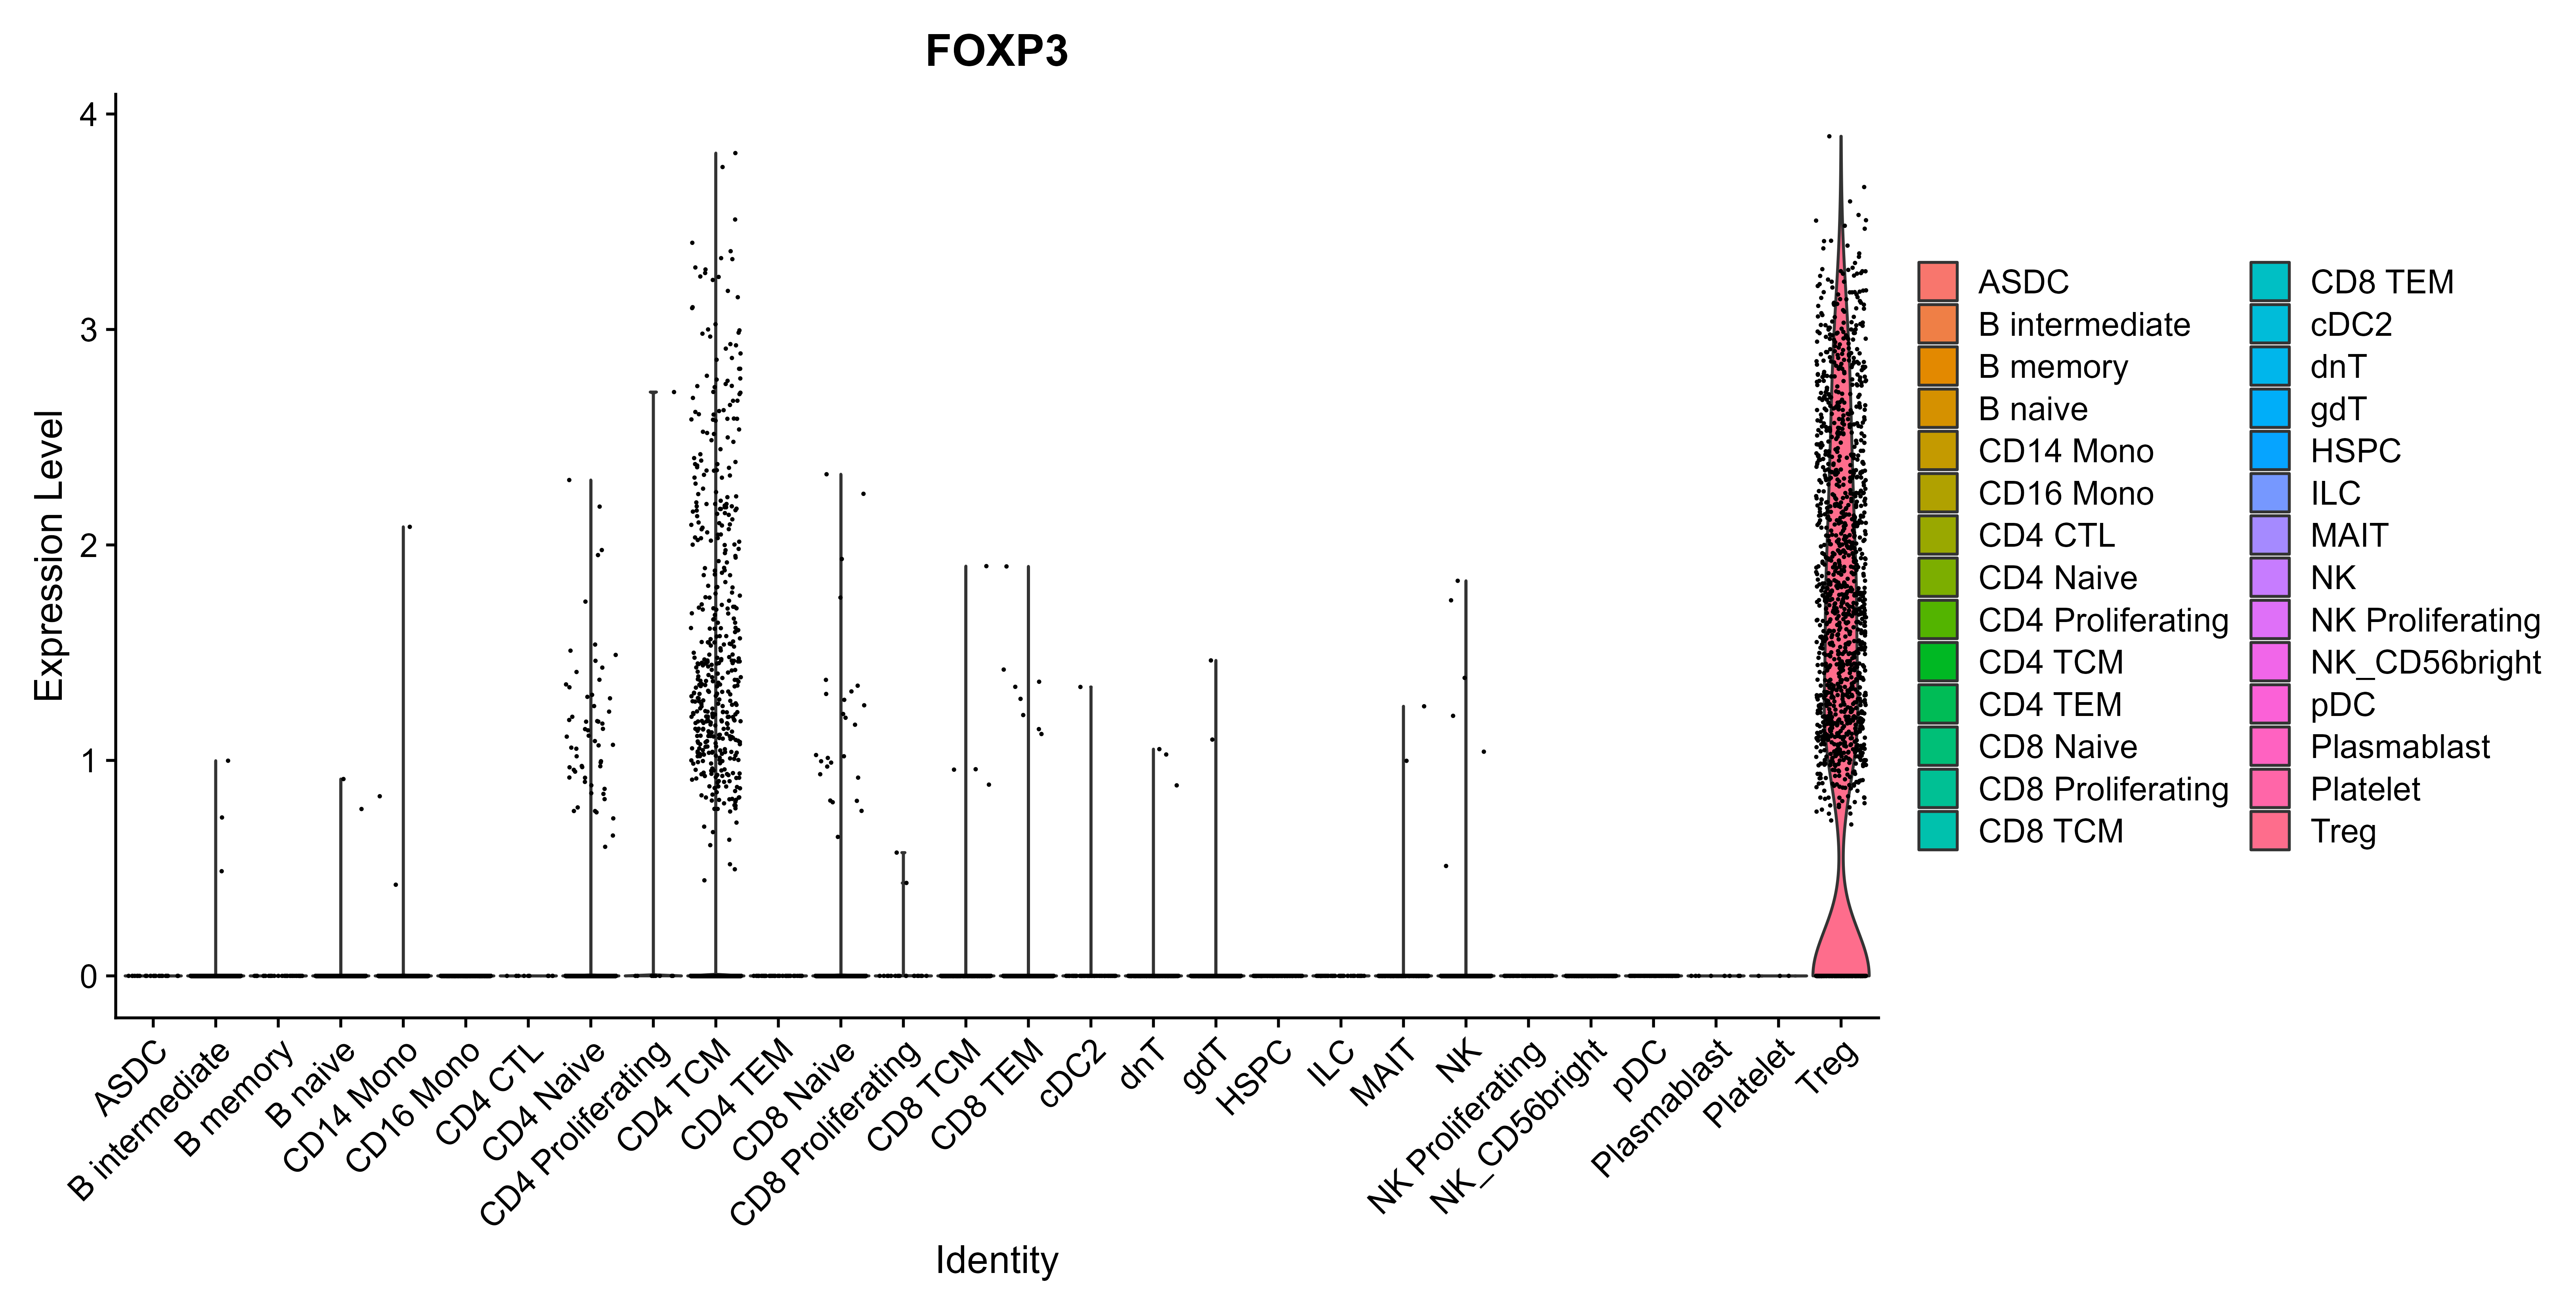 FOXP3
Expression Level
4
3
2
1
0
ASDC
B intermediate
B memory
B naive
CD14 Mono
CD16 Mono
CD4 CTL
CD4 Naive
CD4 Proliferating
CD4 TCM
CD4 TEM
CD8 Naive
CD8 Proliferating
CD8 TCM
CD8 TEM
cDC2
dnT
gdT
HSPC
ILC
MAIT
NK
NK Proliferating
NK_CD56bright
pDC
Plasmablast
Platelet
Treg
Identity
ASDC
B intermediate
B memory
B naive
CD14 Mono
CD16 Mono
CD4 CTL
CD4 Naive
CD4 Proliferating
CD4 TCM
CD4 TEM
CD8 Naive
CD8 Proliferating
CD8 TCM
CD8 TEM
cDC2
dnT
gdT
HSPC
ILC
MAIT
NK
NK Proliferating
NK_CD56bright
pDC
Plasmablast
Platelet
Treg